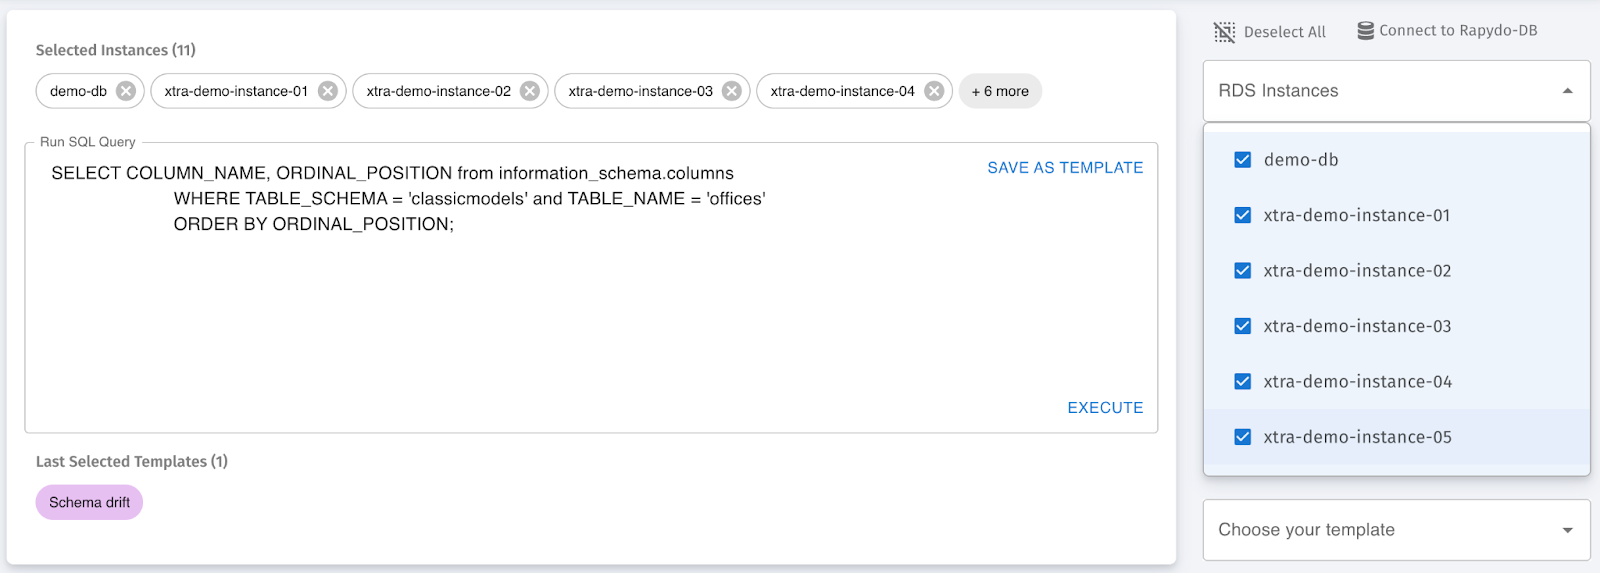 Selected Instances (11)
demo-db
xtra-demo-instance-01
xtra-demo-instance-02
xtra-demo-instance-03
xtra-demo-instance-04
+ 6 more
Run SQL Query
SELECT COLUMN_NAME, ORDINAL_POSITION from information_schema.columns
WHERE TABLE_SCHEMA = 'classicmodels' and TABLE_NAME = 'offices'
ORDER BY ORDINAL_POSITION;
SAVE AS TEMPLATE
EXECUTE
Last Selected Templates (1)
Schema drift
Deselect All
Connect to Rapydo-DB
RDS Instances
demo-db
xtra-demo-instance-01
xtra-demo-instance-02
xtra-demo-instance-03
xtra-demo-instance-04
xtra-demo-instance-05
Choose your template